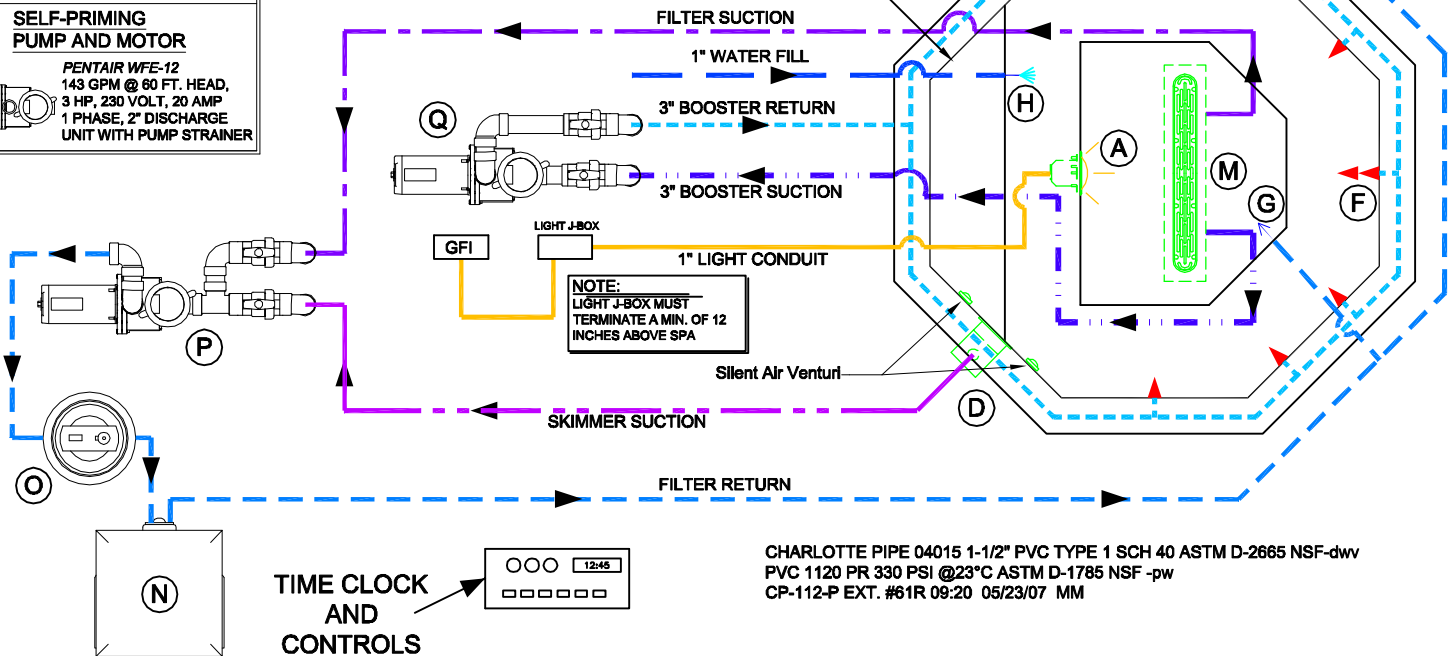 SELF-PRIMING
PUMP AND MOTOR
PENTAIR WFE-12
143 GPM @ 60 FT. HEAD,
3 HP, 230 VOLT, 20 AMP
1 PHASE, 2" DISCHARGE
UNIT WITH PUMP STRAINER
FILTER SUCTION
1" WATER FILL
H
Q
3" BOOSTER RETURN
3" BOOSTER SUCTION
A
M
G
F
LIGHT J-BOX
GFI
1" LIGHT CONDUIT
NOTE:
LIGHT J-BOX MUST
TERMINATE A MIN. OF 12
INCHES ABOVE SPA
P
Silent Air Venturi
D
SKIMMER SUCTION
O
FILTER RETURN
N
TIME CLOCK
AND
CONTROLS
12:45
CHARLOTTE PIPE 04015 1-1/2" PVC TYPE 1 SCH 40 ASTM D-2665 NSF-dwv
PVC 1120 PR 330 PSI @23°C ASTM D-1785 NSF -pw
CP-112-P EXT. #61R 09:20 05/23/07 MM